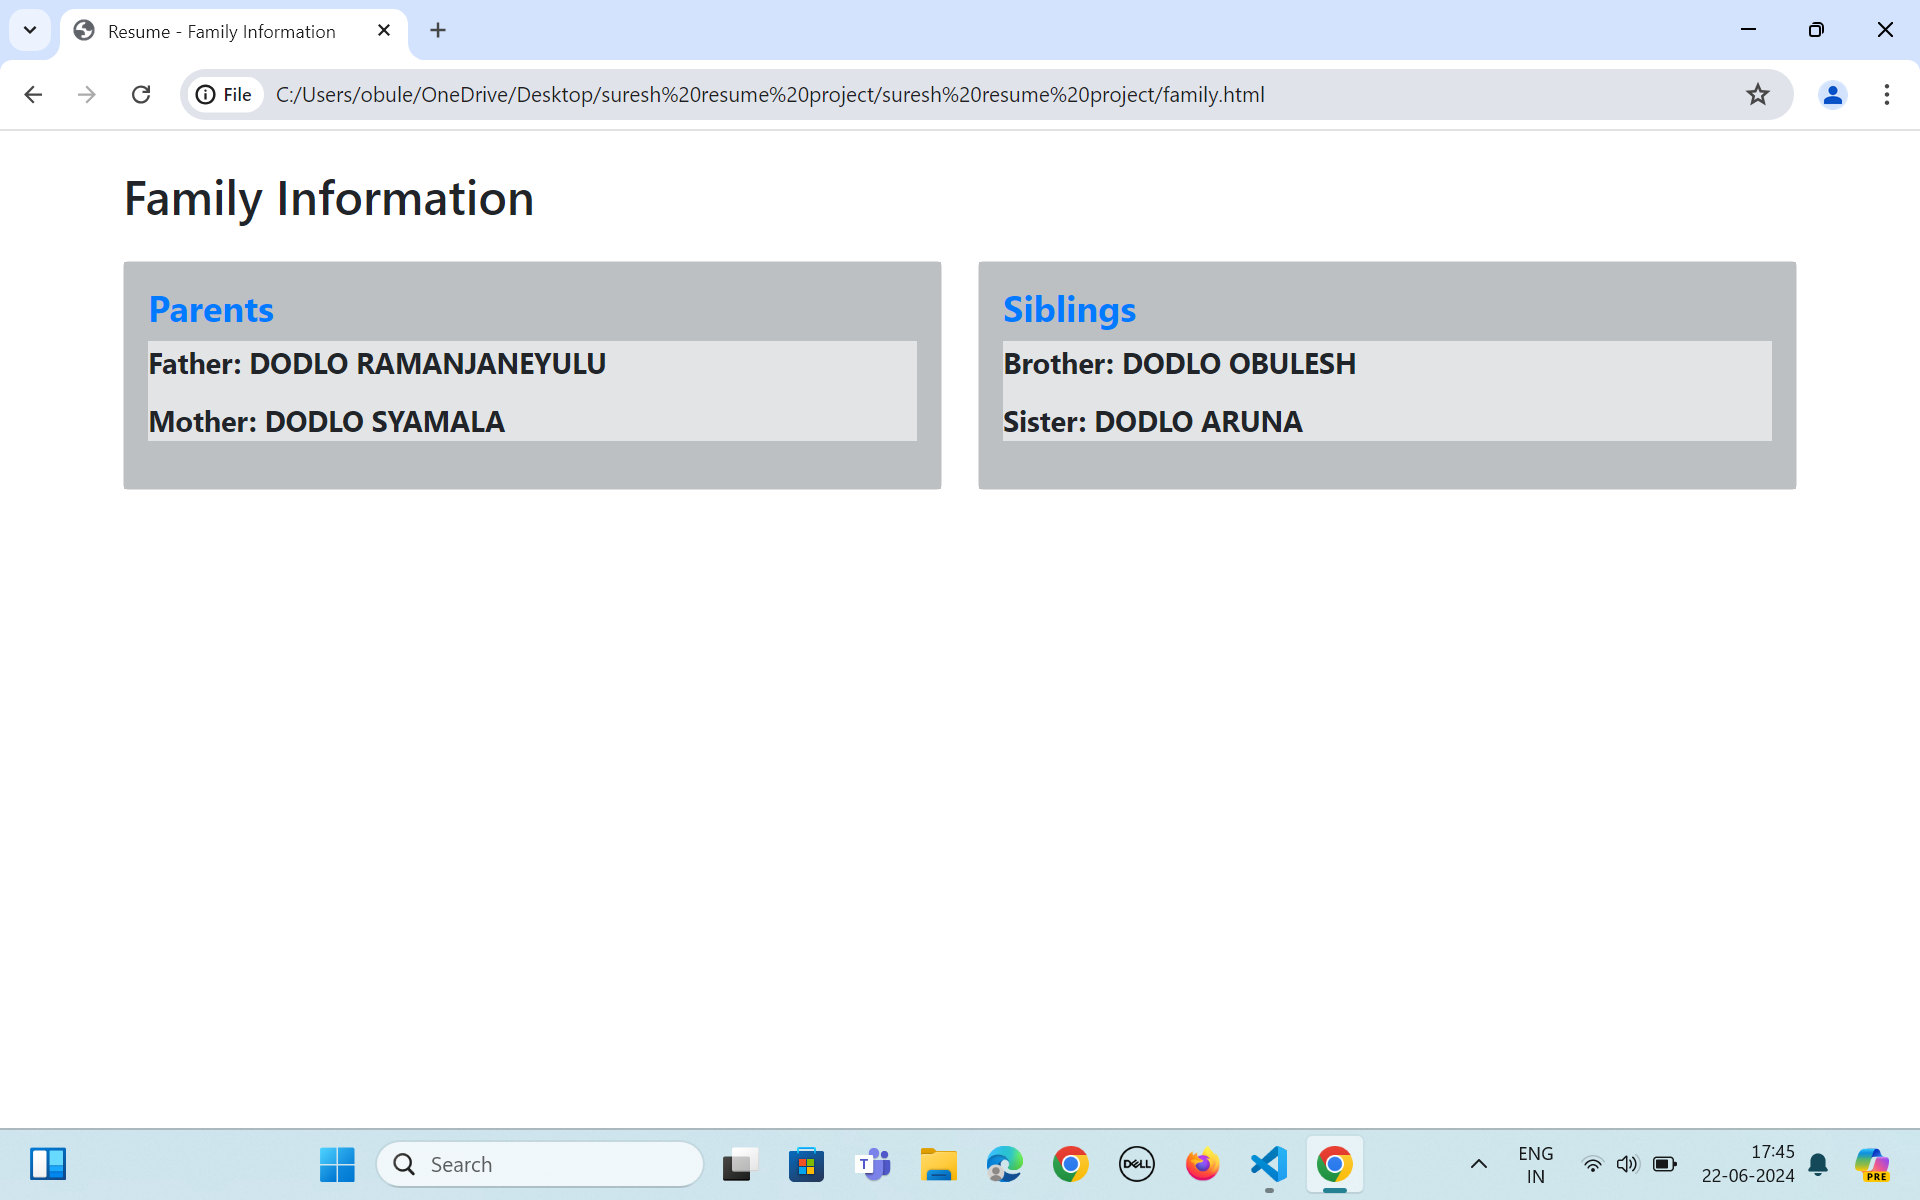 Resume - Family Information
File
C:/Users/obule/OneDrive/Desktop/suresh%20resume%20project/suresh%20resume%20project/family.html
Family Information
Parents
Father: DODLO RAMANJANEYULU
Mother: DODLO SYAMALA
Siblings
Brother: DODLO OBULESH
Sister: DODLO ARUNA
Search
T
DELL
ENG
IN
17:45
22-06-2024
PRE